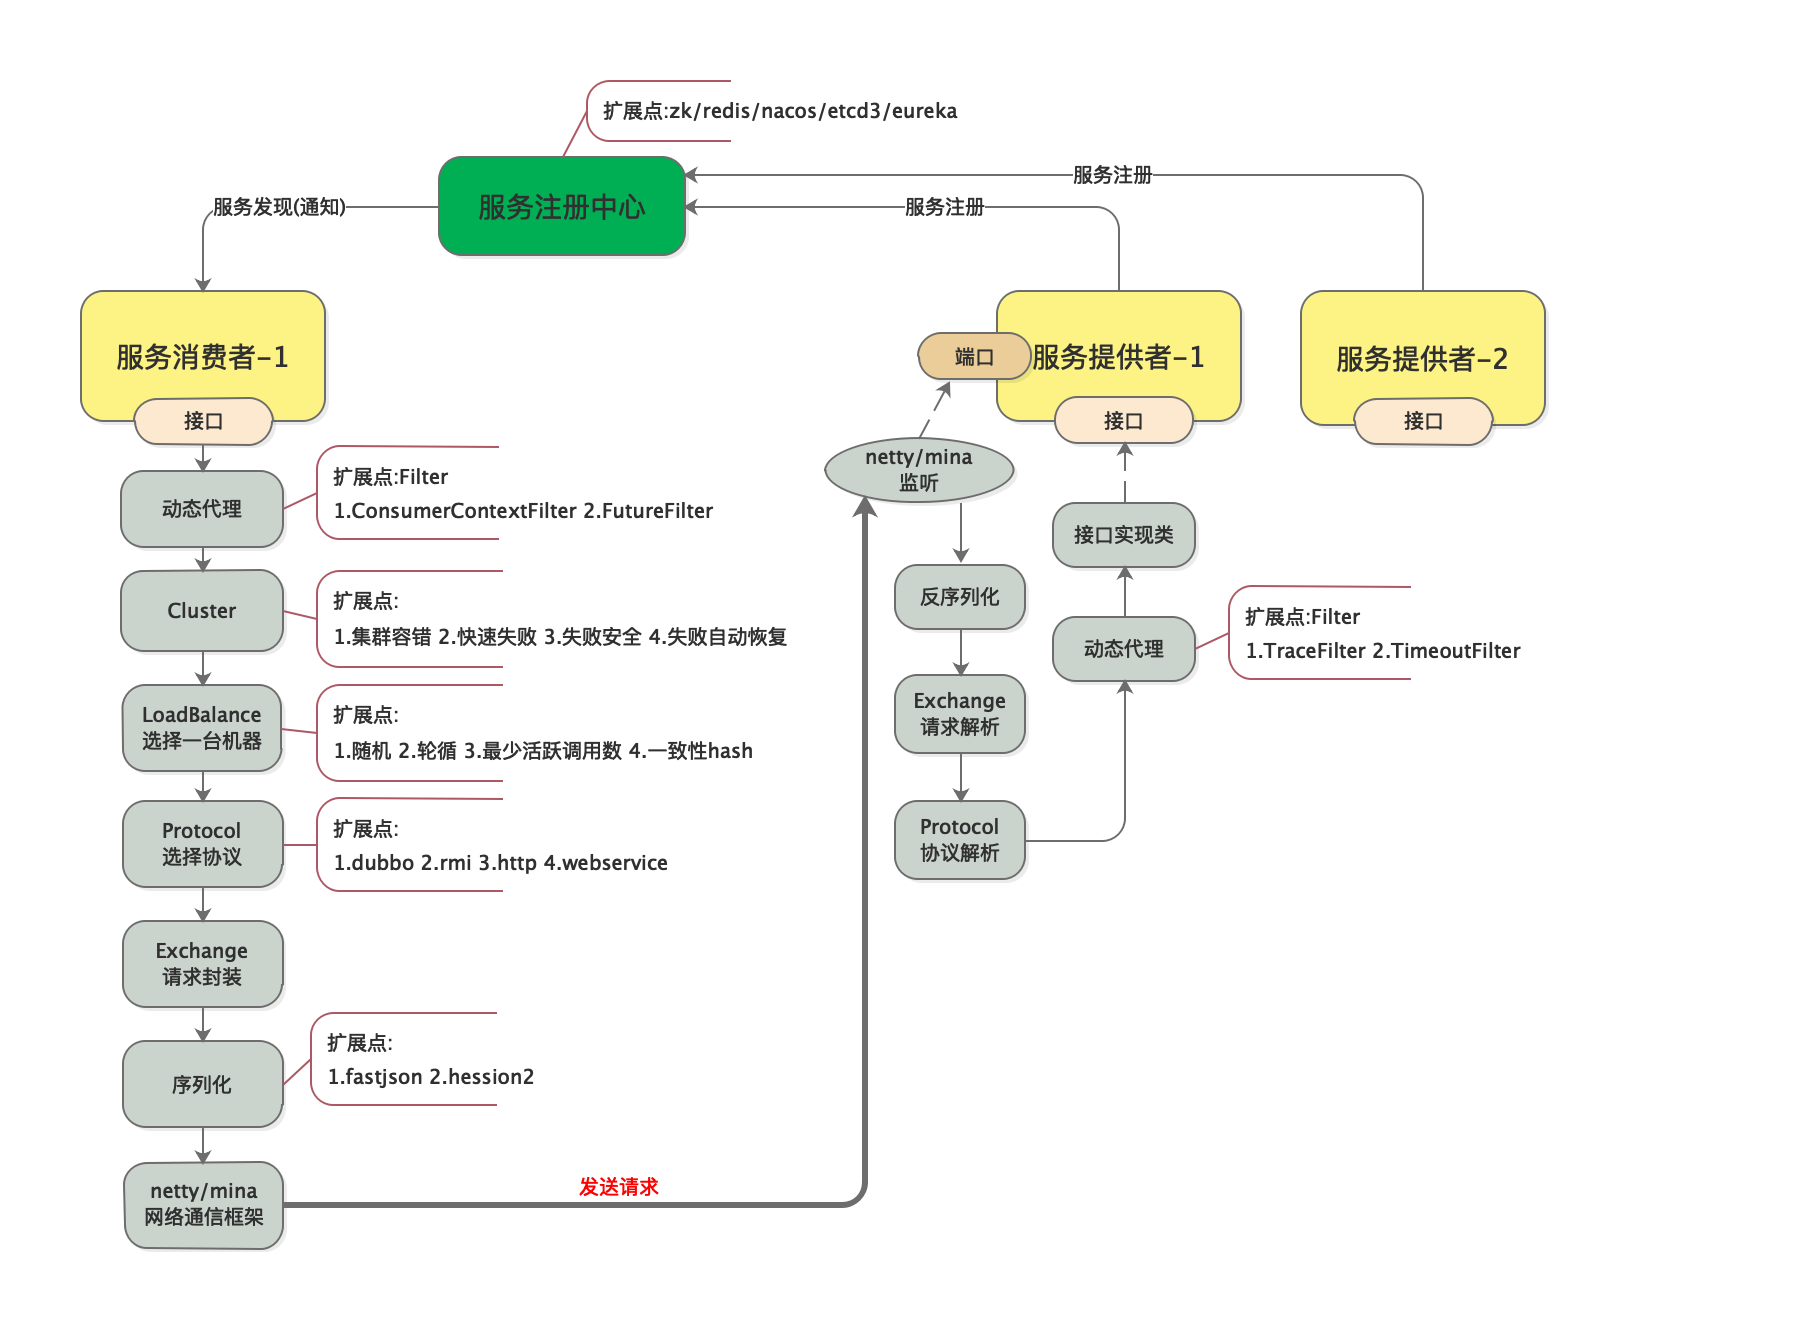 扩展点:zk/redis/nacos/etcd3/eureka
服务注册
服务发现(通知)
服务注册中心
服务注册
服务消费者-1
接口
端口
服务提供者-1
接口
服务提供者-2
接口
动态代理
扩展点:Filter
1.ConsumerContextFilter 2.FutureFilter
Cluster
扩展点:
1.集群容错 2.快速失败 3.失败安全 4.失败自动恢复
LoadBalance
选择一台机器
扩展点:
1.随机 2.轮循 3.最少活跃调用数 4.一致性hash
Protocol
选择协议
扩展点:
1.dubbo 2.rmi 3.http 4.webservice
Exchange
请求封装
序列化
扩展点:
1.fastjson 2.hession2
netty/mina
网络通信框架
发送请求
netty/mina
监听
反序列化
Exchange
请求解析
Protocol
协议解析
动态代理
扩展点:Filter
1.TraceFilter 2.TimeoutFilter
接口实现类